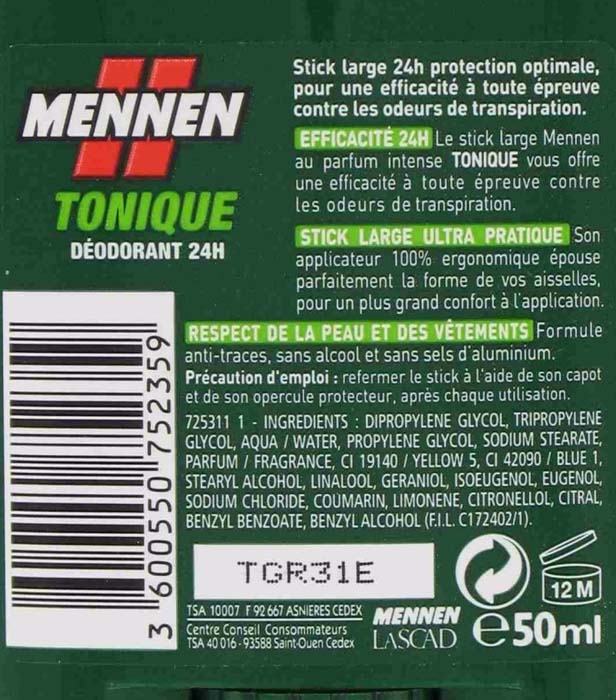 MENNEN
TONIQUE
DÉODORANT 24H
Stick large 24h protection optimale,
pour une efficacité à toute épreuve
contre les odeurs de transpiration.
EFFICACITÉ 24H Le stick large Mennen
au parfum intense TONIQUE vous offre
une efficacité à toute épreuve contre
les odeurs de transpiration.
STICK LARGE ULTRA PRATIQUE Son
applicateur 100% ergonomique épouse
parfaitement la forme de vos aisselles,
pour un plus grand confort à l'application.
RESPECT DE LA PEAU ET DES VÊTEMENTS Formule
anti-traces, sans alcool et sans sels d'aluminium.
Précaution d'emploi : refermer le stick à l'aide de son capot
et de son opercule protecteur, après chaque utilisation.
725311 1 - INGREDIENTS : DIPROPYLENE GLYCOL, TRIPROPYLENE
GLYCOL, AQUA / WATER, PROPYLENE GLYCOL, SODIUM STEARATE,
PARFUM / FRAGRANCE, CI 19140 / YELLOW 5, CI 42090 / BLUE 1,
STEARYL ALCOHOL, LINALOOL, GERANIOL, ISOEUGENOL, EUGENOL,
SODIUM CHLORIDE, COUMARIN, LIMONENE, CITRONELLOL, CITRAL,
BENZYL BENZOATE, BENZYL ALCOHOL (F.I.L. C172402/1).
3 600550 752359
TGR31E
12 M
TSA 10007 F 92 667 ASNIERES CEDEX
Centre Conseil Consommateurs
TSA 40 016 - 93588 Saint-Ouen Cedex
MENNEN
LASCAD
e50ml